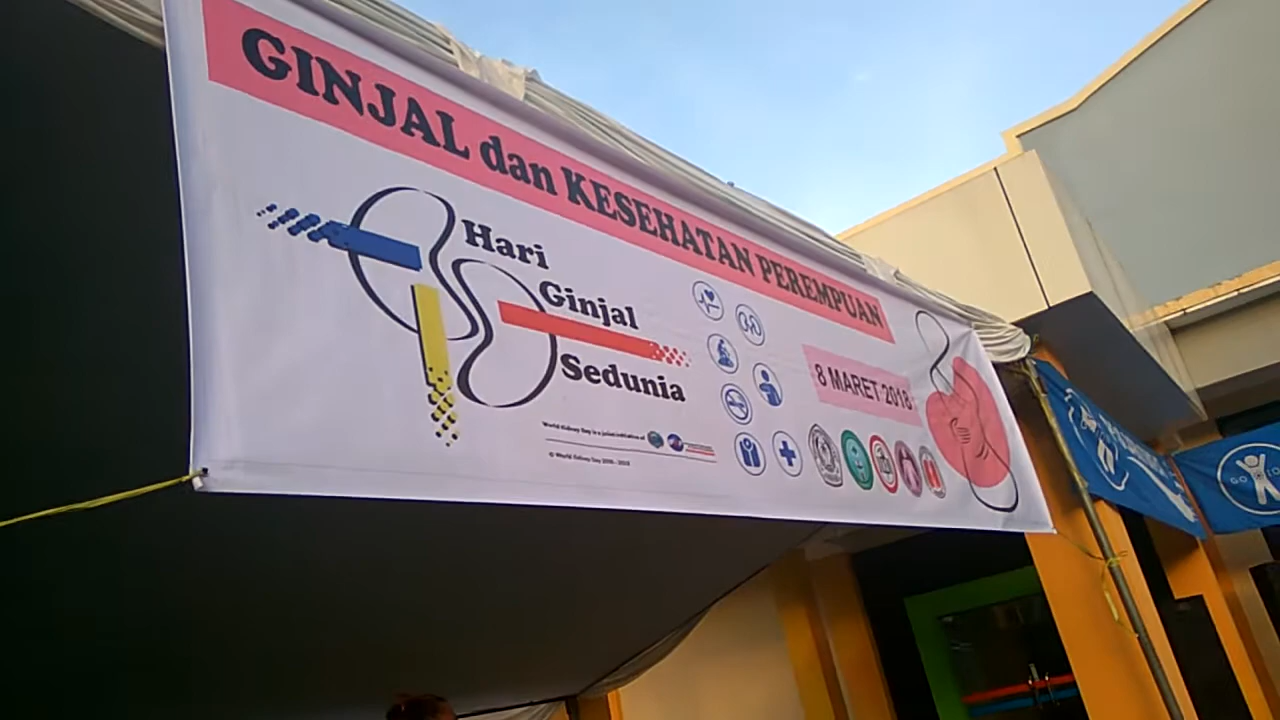 GINJAL dan KESEHATAN PEREMPUAN
Hari
Ginjal
Sedunia
8 MARET 2018
World Kidney Day is a joint initiative of
© World Kidney Day 2006 - 2018